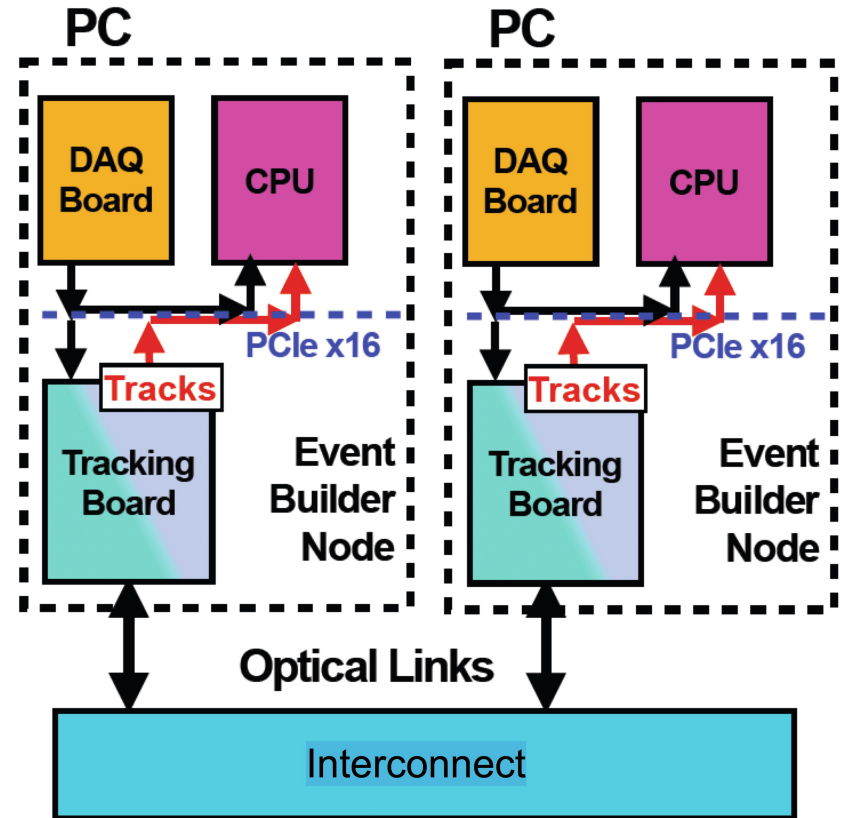 PC
DAQ
Board
CPU
PCIe x16
Tracks
Tracking
Board
Event
Builder
Node
PC
DAQ
Board
CPU
PCIe x16
Tracks
Tracking
Board
Event
Builder
Node
Optical Links
Interconnect